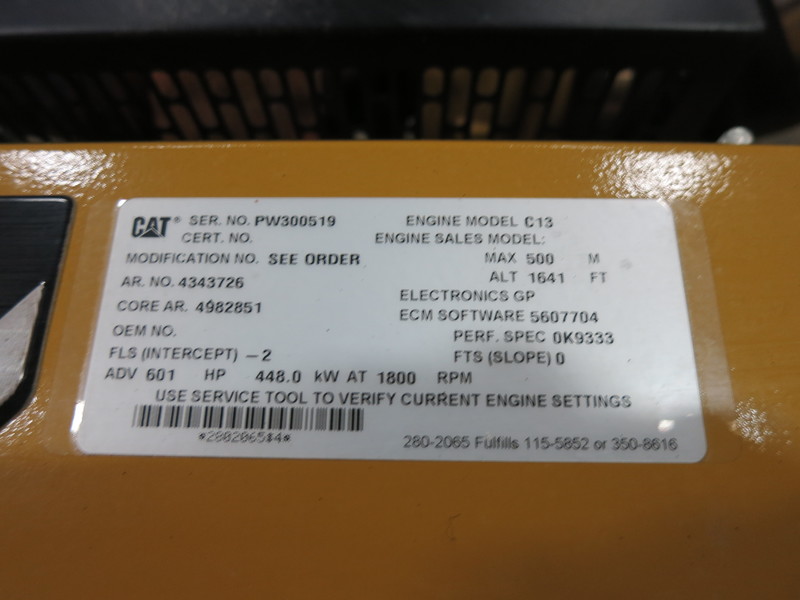 CAT® SER. NO. PW300519 ENGINE MODEL C13
CERT. NO. ENGINE SALES MODEL:
MODIFICATION NO. SEE ORDER MAX 500 M
AR. NO. 4343726 ALT 1641 FT
CORE AR. 4982851 ELECTRONICS GP
ECM SOFTWARE 5607704
OEM NO. PERF. SPEC 0K9333
FLS (INTERCEPT) -2 FTS (SLOPE) 0
ADV 601 HP 448.0 kW AT 1800 RPM
USE SERVICE TOOL TO VERIFY CURRENT ENGINE SETTINGS
*2802065$4*
280-2065 Fulfills 115-5852 or 350-8616